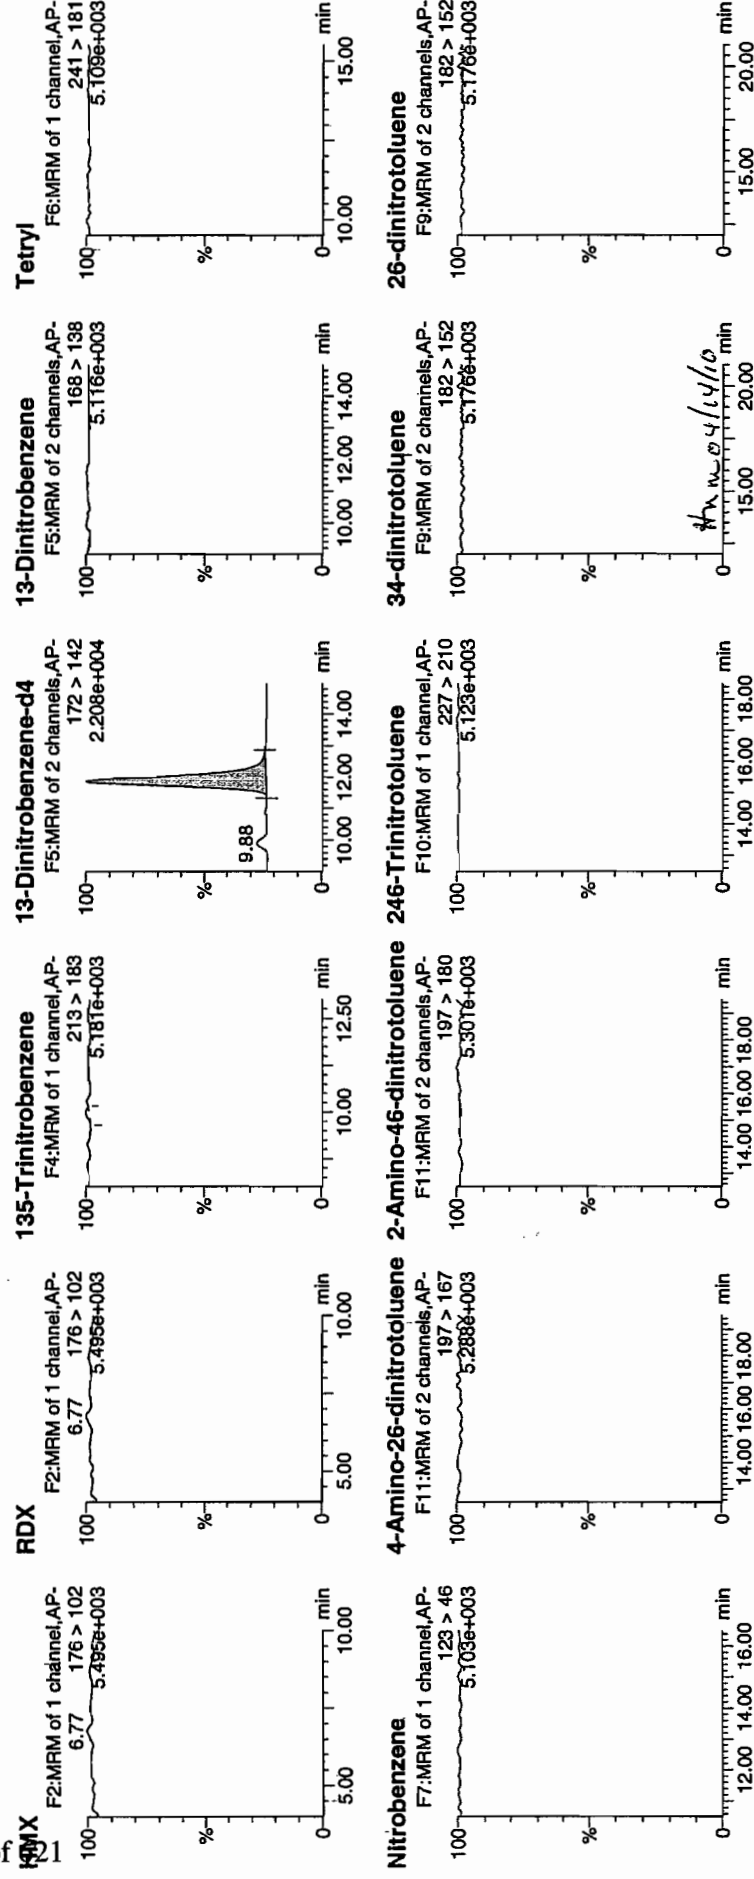 HMX
F2:MRM of 1 channel,AP-
176 > 102
5.495e+003
100
6.77
%
0
5.00
10.00
min
RDX
F2:MRM of 1 channel,AP-
176 > 102
5.495e+003
100
6.77
%
0
5.00
10.00
min
135-Trinitrobenzene
F4:MRM of 1 channel,AP-
213 > 183
5.181e+003
100
%
0
10.00
12.50
min
13-Dinitrobenzene-d4
F5:MRM of 2 channels,AP-
172 > 142
2.208e+004
100
9.88
%
0
10.00
12.00
14.00
min
13-Dinitrobenzene
F5:MRM of 2 channels,AP-
168 > 138
5.116e+003
100
%
0
10.00
12.00
14.00
min
Tetryl
F6:MRM of 1 channel,AP-
241 > 181
5.109e+003
100
%
0
10.00
15.00
min
Nitrobenzene
F7:MRM of 1 channel,AP-
123 > 46
5.103e+003
100
%
0
12.00
14.00
16.00
min
4-Amino-26-dinitrotoluene
F11:MRM of 2 channels,AP-
197 > 167
5.288e+003
100
%
0
14.00
16.00
18.00
min
2-Amino-46-dinitrotoluene
F11:MRM of 2 channels,AP-
197 > 180
5.301e+003
100
%
0
14.00
16.00
18.00
min
246-Trinitrotoluene
F10:MRM of 1 channel,AP-
227 > 210
5.123e+003
100
%
0
14.00
16.00
18.00
min
34-dinitrotoluene
F9:MRM of 2 channels,AP-
182 > 152
5.176e+003
100
%
0
15.00
20.00
min
04/14/10
26-dinitrotoluene
F9:MRM of 2 channels,AP-
182 > 152
5.176e+003
100
%
0
15.00
20.00
min